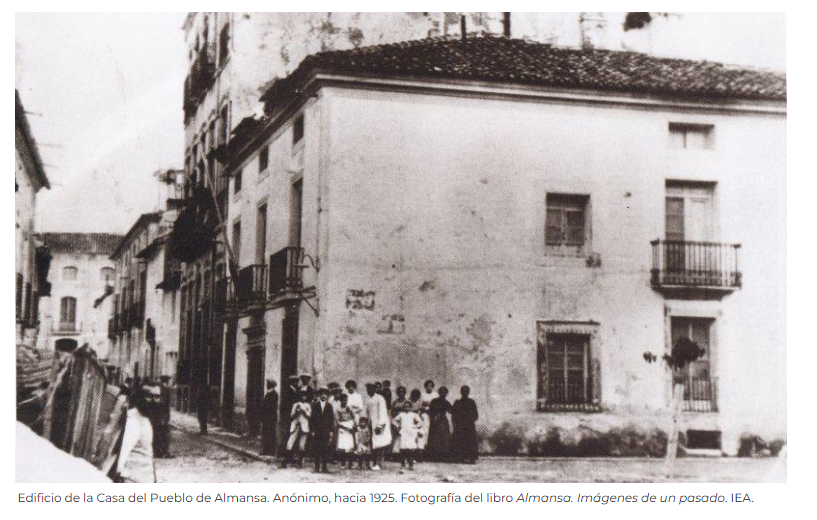 Edificio de la Casa del Pueblo de Almansa. Anónimo, hacia 1925. Fotografía del libro Almansa. Imágenes de un pasado. IEA.